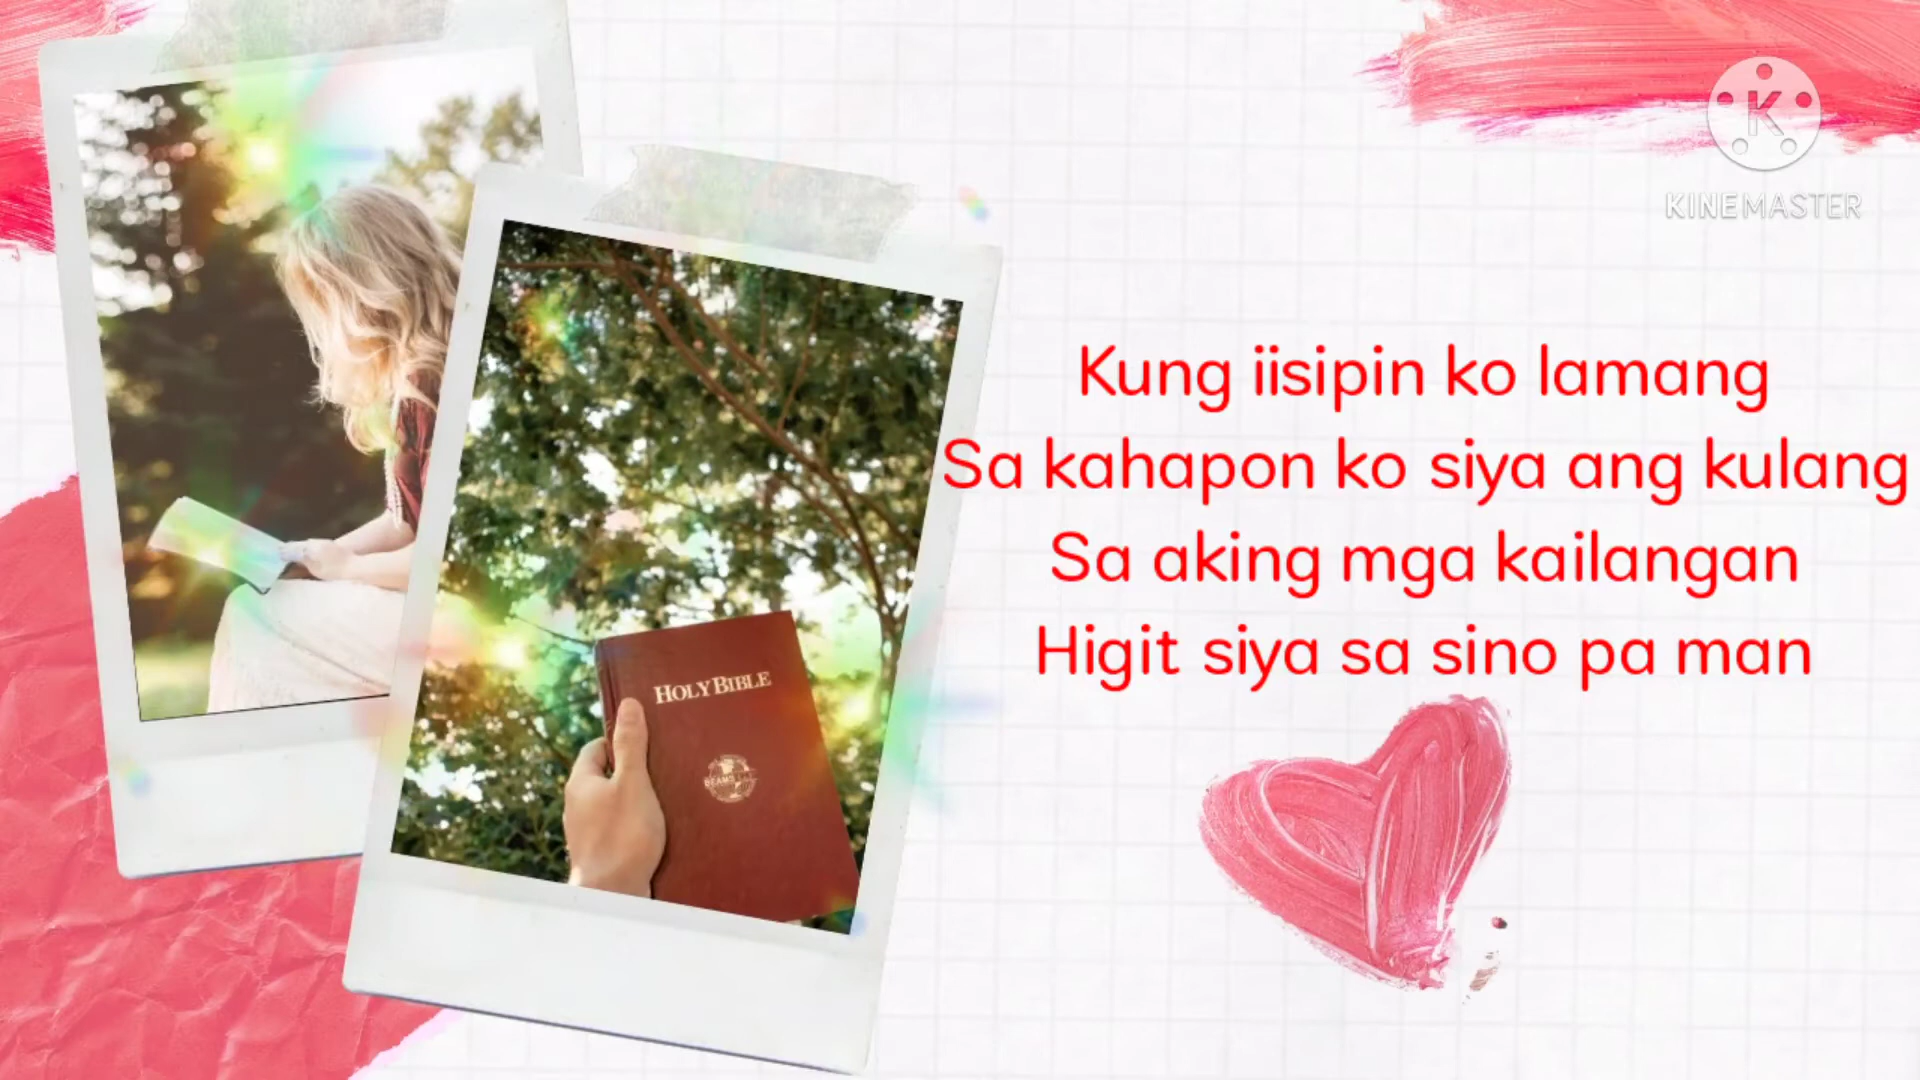 K
KINEMASTER
Kung iisipin ko lamang
Sa kahapon ko siya ang kulang
Sa aking mga kailangan
Higit siya sa sino pa man
HOLY BIBLE